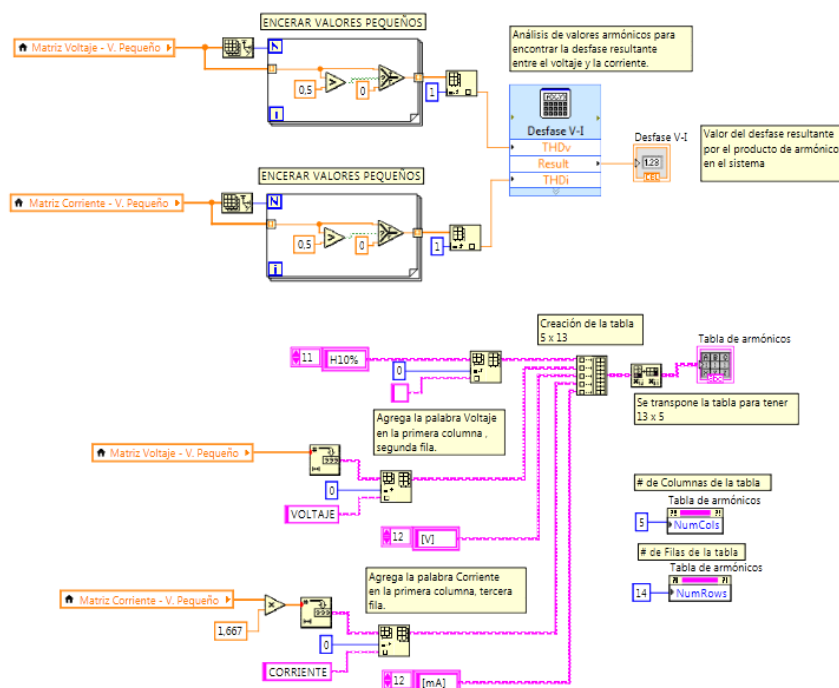 ENCERAR VALORES PEQUEÑOS
Matriz Voltaje - V. Pequeño
N
0,5
0
i
1
Análisis de valores armónicos para
encontrar la desfase resultante
entre el voltaje y la corriente.
Desfase V-I
THDv
Result
THDi
Desfase V-I
1.23
DBL
Valor del desfase resultante
por el producto de armónico
en el sistema
ENCERAR VALORES PEQUEÑOS
Matriz Corriente - V. Pequeño
N
0,5
0
i
1
Creación de la tabla
5 x 13
Tabla de armónicos
11
H10%
0
Se transpone la tabla para tener
13 x 5
Agrega la palabra Voltaje
en la primera columna ,
segunda fila.
Matriz Voltaje - V. Pequeño
0
VOLTAJE
12
[V]
# de Columnas de la tabla
Tabla de armónicos
5
NumCols
# de Filas de la tabla
Tabla de armónicos
14
NumRows
Agrega la palabra Corriente
en la primera columna, tercera
fila.
Matriz Corriente - V. Pequeño
1,667
0
CORRIENTE
12
[mA]